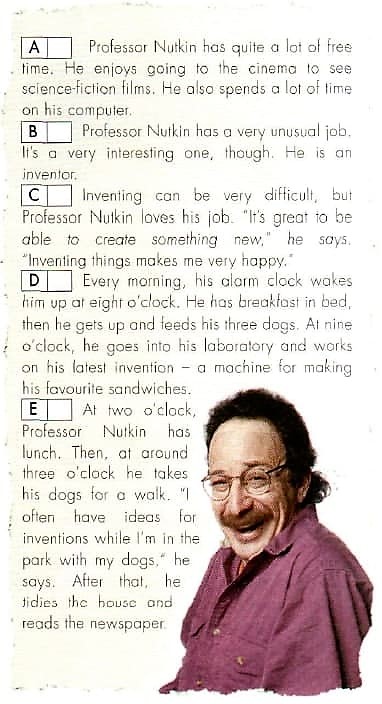 A Professor Nutkin has quite a lot of free
time. He enjoys going to the cinema to see
science-fiction films. He also spends a lot of time
on his computer.
B Professor Nutkin has a very unusual job.
It's a very interesting one, though. He is an
inventor.
C Inventing can be very difficult, but
Professor Nutkin loves his job. "It's great to be
able to create something new," he says.
"Inventing things makes me very happy."
D Every morning, his alarm clock wakes
him up at eight o'clock. He has breakfast in bed,
then he gets up and feeds his three dogs. At nine
o'clock, he goes into his laboratory and works
on his latest invention – a machine for making
his favourite sandwiches.
E At two o'clock,
Professor Nutkin has
lunch. Then, at around
three o'clock he takes
his dogs for a walk. "I
often have ideas for
inventions while I'm in the
park with my dogs," he
says. After that, he
tidies the house and
reads the newspaper.